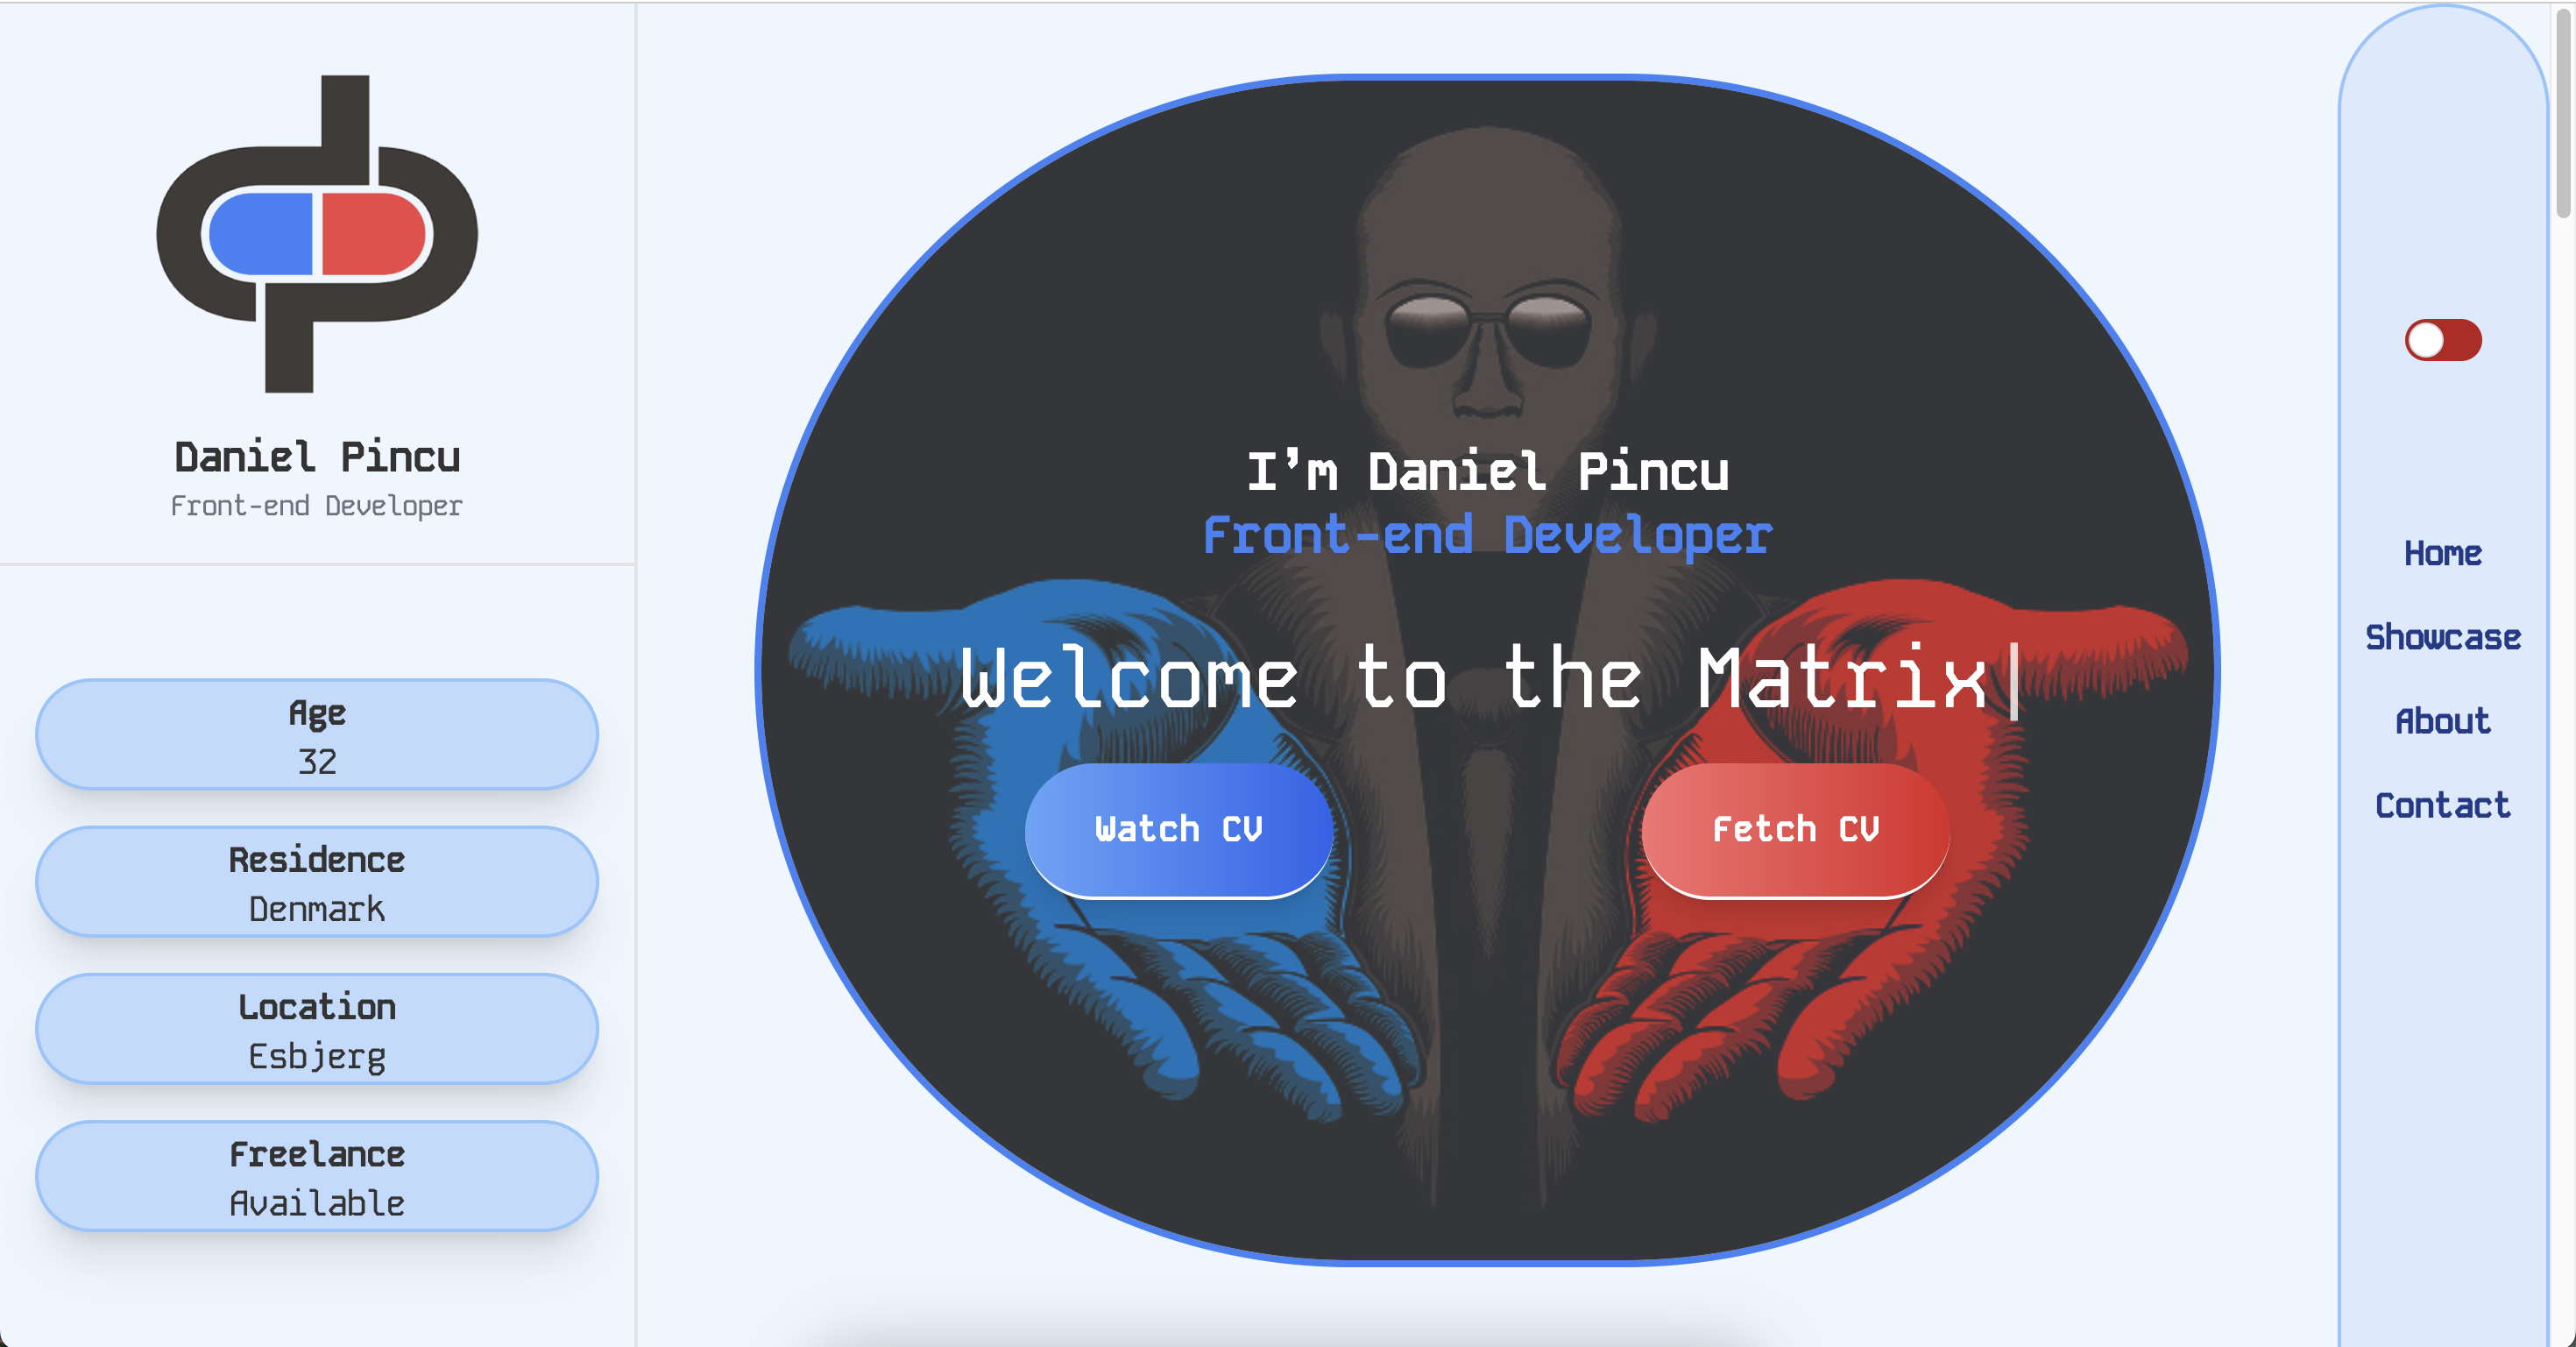 Daniel Pincu
Front-end Developer
Age
32
Residence
Denmark
Location
Esbjerg
Freelance
Available
I'm Daniel Pincu
Front-end Developer
Welcome to the Matrix|
Watch CV
Fetch CV
Home
Showcase
About
Contact